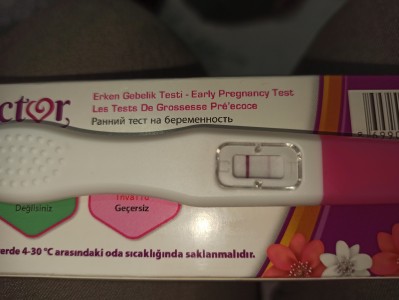 ctor
Erken Gebelik Testi - Early Pregnancy Test
Les Tests De Grossesse Pré'ecoce
Ранний тест на беременность
Değilsiniz
Geçersiz
erde 4-30 °C arasındaki oda sıcaklığında saklanmalıdır.